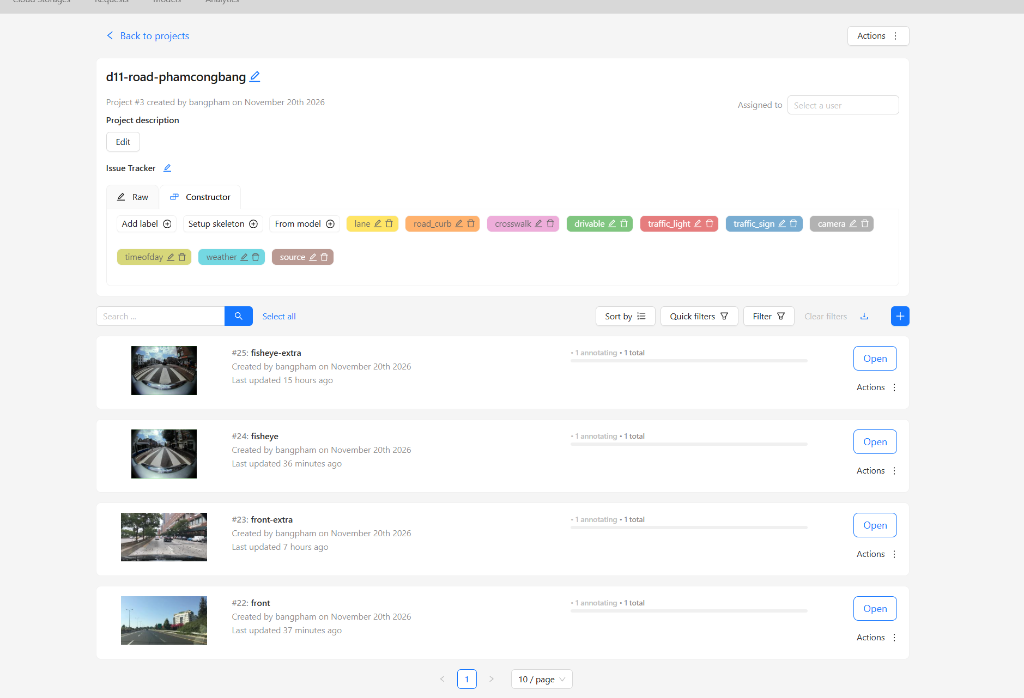 Cloud Storages Requests Models Analytics
Back to projects
Actions
d11-road-phamcongbang
Project #3 created by bangpham on November 20th 2026
Assigned to Select a user
Project description
Edit
Issue Tracker
Raw Constructor
Add label Setup skeleton From model lane road_curb crosswalk drivable traffic_light traffic_sign camera
timeofday weather source
Search ... Select all Sort by Quick filters Filter Clear filters
#25: fisheye-extra
Created by bangpham on November 20th 2026
Last updated 15 hours ago
• 1 annotating • 1 total
Open
Actions
#24: fisheye
Created by bangpham on November 20th 2026
Last updated 36 minutes ago
• 1 annotating • 1 total
Open
Actions
#23: front-extra
Created by bangpham on November 20th 2026
Last updated 7 hours ago
• 1 annotating • 1 total
Open
Actions
#22: front
Created by bangpham on November 20th 2026
Last updated 37 minutes ago
• 1 annotating • 1 total
Open
Actions
1 10 / page